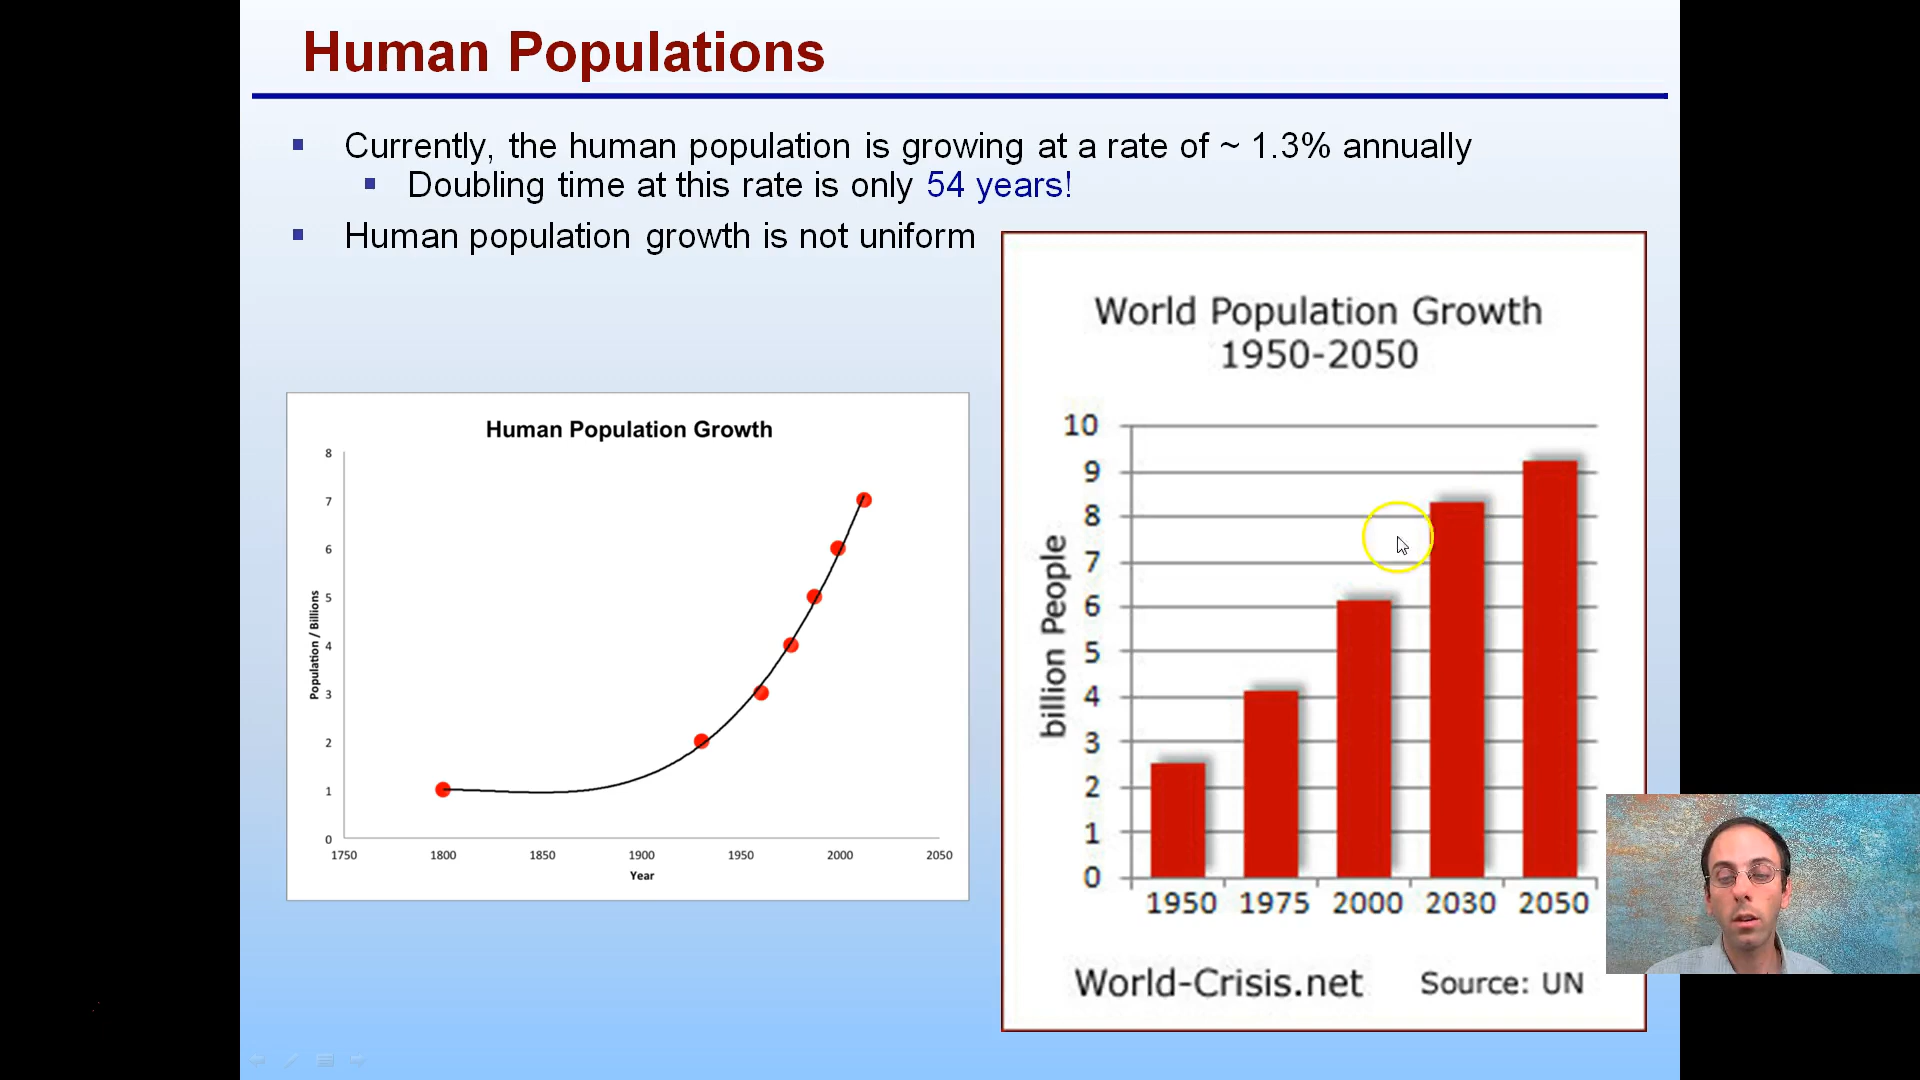 Human Populations
Currently, the human population is growing at a rate of ~ 1.3% annually
Doubling time at this rate is only 54 years!
Human population growth is not uniform
Human Population Growth
8
7
6
5
4
3
2
1
0
Population / Billions
1750 1800 1850 1900 1950 2000 2050
Year
World Population Growth
1950-2050
10
9
8
7
6
5
4
3
2
1
0
billion People
1950 1975 2000 2030 2050
World-Crisis.net Source: UN